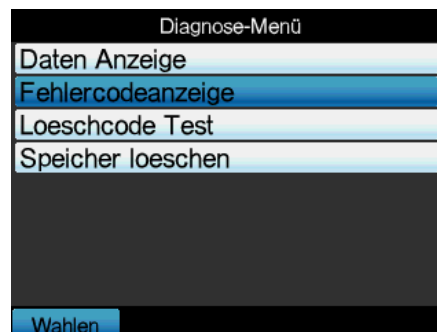 Diagnose-Menü
Daten Anzeige
Fehlercodeanzeige
Loeschcode Test
Speicher loeschen
Wahlen